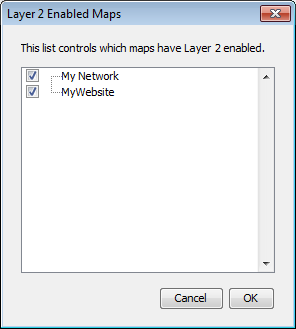 Layer 2 Enabled Maps
This list controls which maps have Layer 2 enabled.
My Network
MyWebsite
Cancel
OK